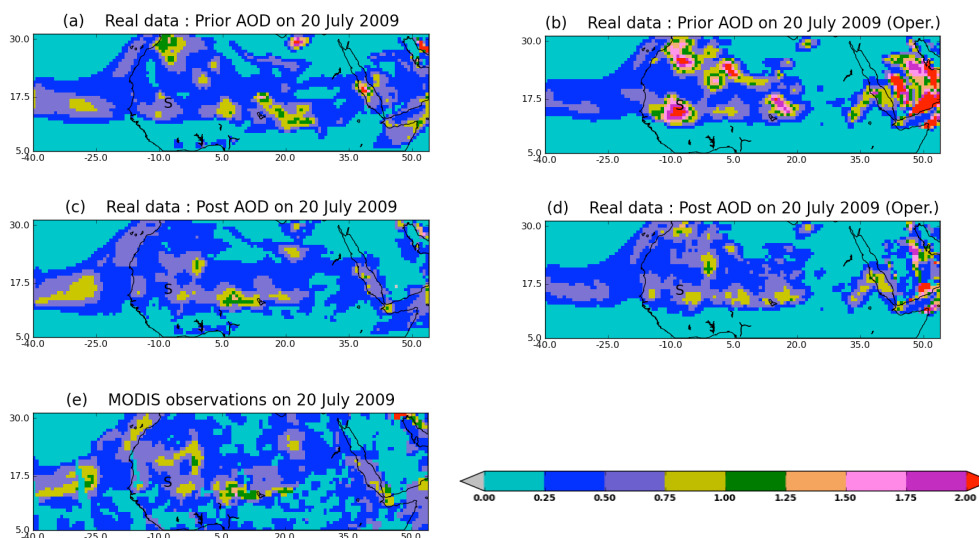 (a) Real data : Prior AOD on 20 July 2009
(b) Real data : Prior AOD on 20 July 2009 (Oper.)
30.0
17.5
5.0
S
-40.0 -25.0 -10.0 5.0 20.0 35.0 50.0
30.0
17.5
5.0
S
-40.0 -25.0 -10.0 5.0 20.0 35.0 50.0
(c) Real data : Post AOD on 20 July 2009
(d) Real data : Post AOD on 20 July 2009 (Oper.)
30.0
17.5
5.0
S
-40.0 -25.0 -10.0 5.0 20.0 35.0 50.0
30.0
17.5
5.0
S
-40.0 -25.0 -10.0 5.0 20.0 35.0 50.0
(e) MODIS observations on 20 July 2009
30.0
17.5
5.0
S
-40.0 -25.0 -10.0 5.0 20.0 35.0 50.0
0.00 0.25 0.50 0.75 1.00 1.25 1.50 1.75 2.00